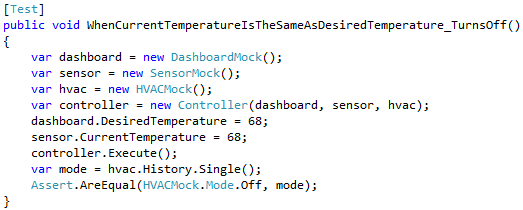 [Test]
public void WhenCurrentTemperatureIsTheSameAsDesiredTemperature_TurnsOff()
{
    var dashboard = new DashboardMock();
    var sensor = new SensorMock();
    var hvac = new HVACMock();
    var controller = new Controller(dashboard, sensor, hvac);
    dashboard.DesiredTemperature = 68;
    sensor.CurrentTemperature = 68;
    controller.Execute();
    var mode = hvac.History.Single();
    Assert.AreEqual(HVACMock.Mode.Off, mode);
}